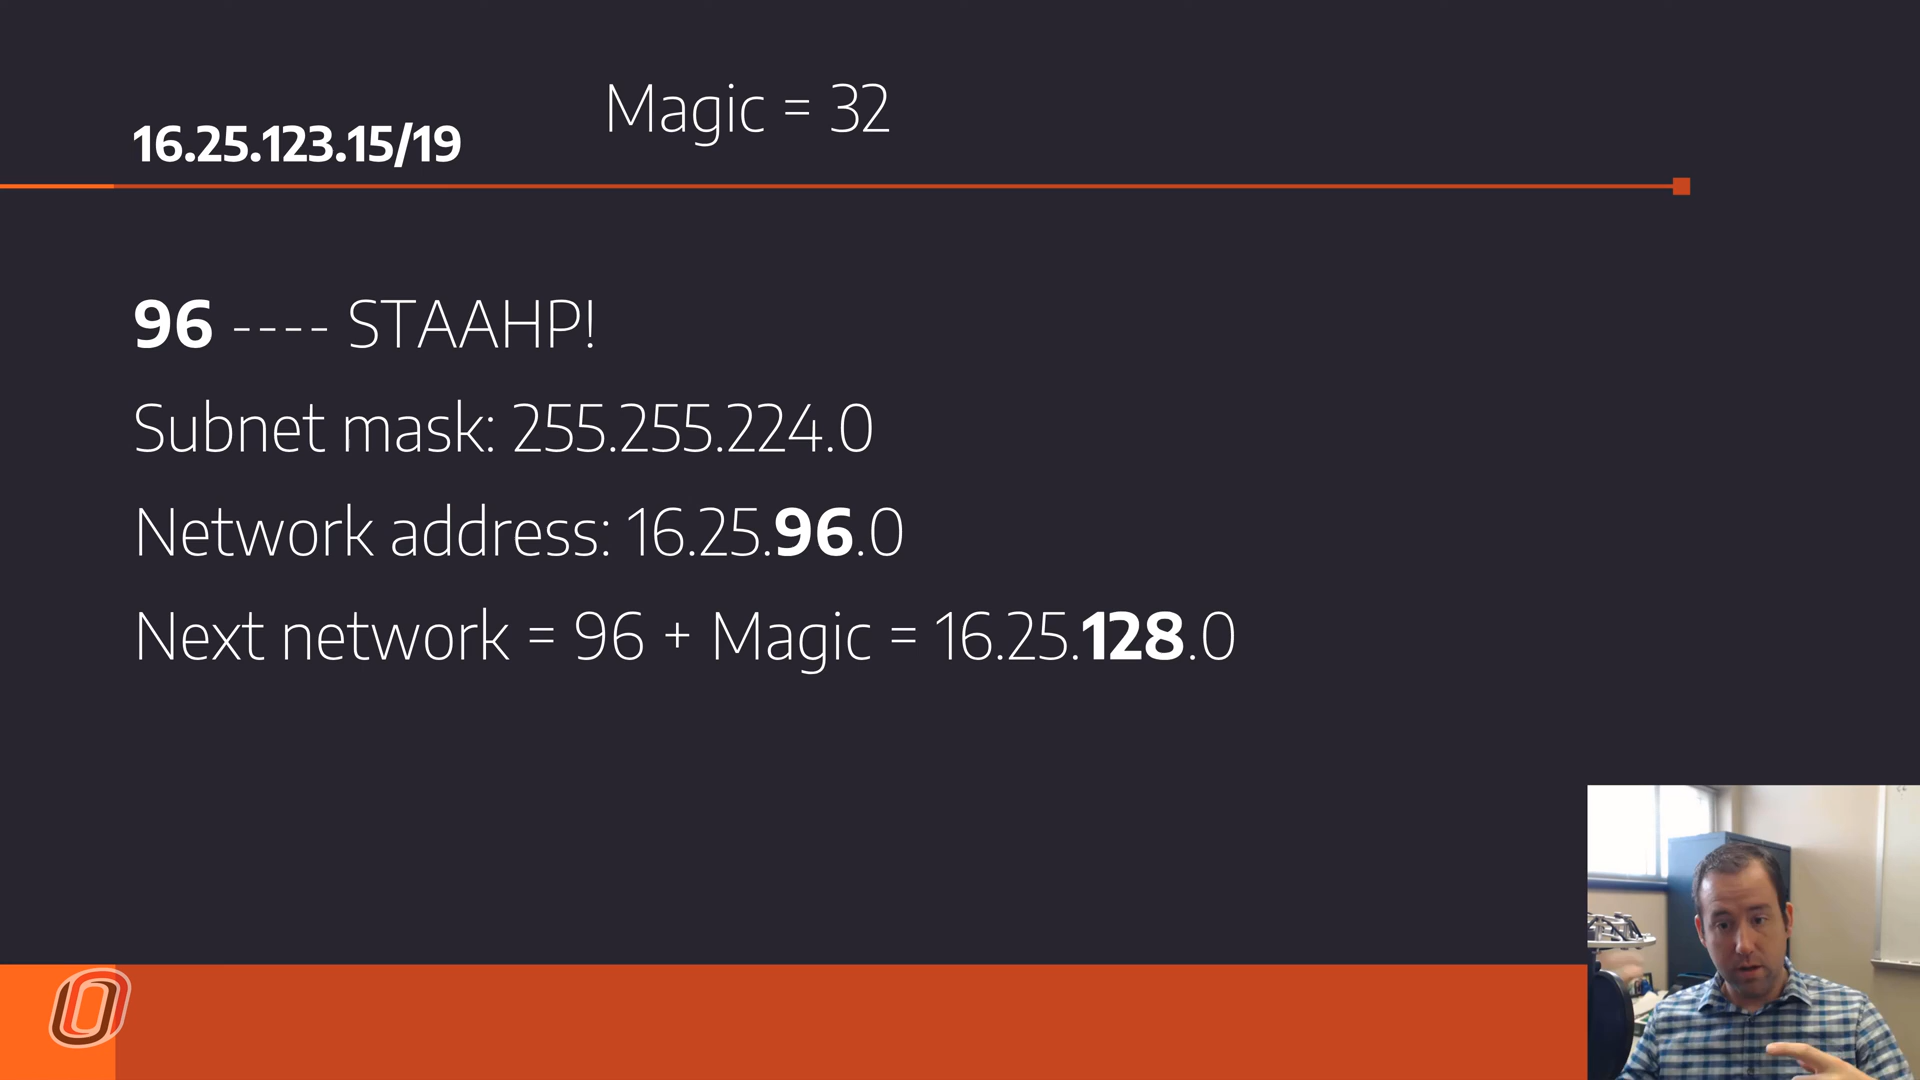 Magic = 32
16.25.123.15/19
96 ---- STAAHP!
Subnet mask: 255.255.224.0
Network address: 16.25.96.0
Next network = 96 + Magic = 16.25.128.0